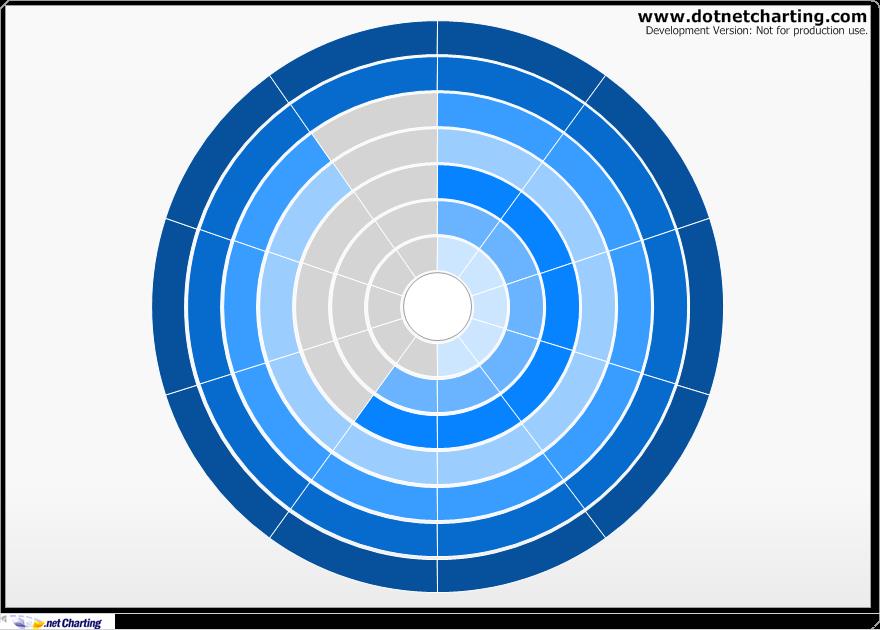 www.dotnetcharting.com
Development Version: Not for production use.
.net Charting